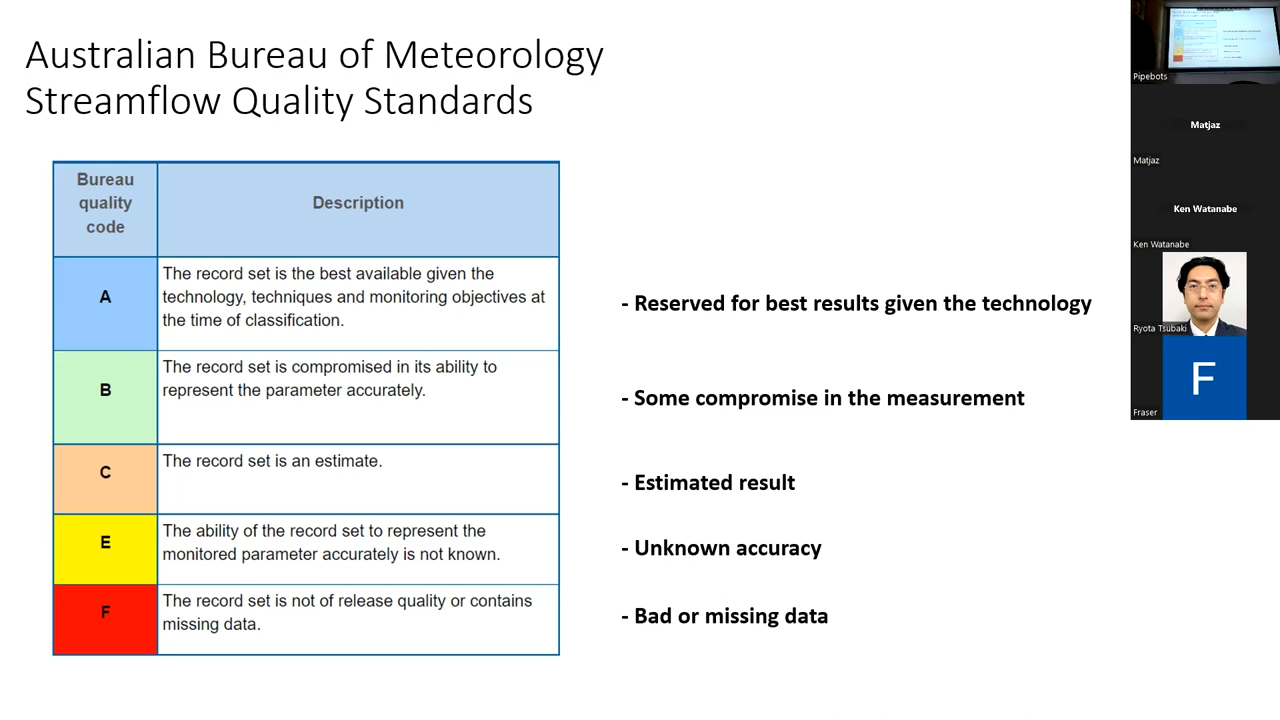 Australian Bureau of Meteorology
Streamflow Quality Standards
Bureau
quality
code
Description
A
The record set is the best available given the
technology, techniques and monitoring objectives at
the time of classification.
- Reserved for best results given the technology
B
The record set is compromised in its ability to
represent the parameter accurately.
- Some compromise in the measurement
C
The record set is an estimate.
- Estimated result
E
The ability of the record set to represent the
monitored parameter accurately is not known.
- Unknown accuracy
F
The record set is not of release quality or contains
missing data.
- Bad or missing data
Pipebots
Matjaz
Matjaz
Ken Watanabe
Ken Watanabe
Ryota Tsubaki
F
Fraser